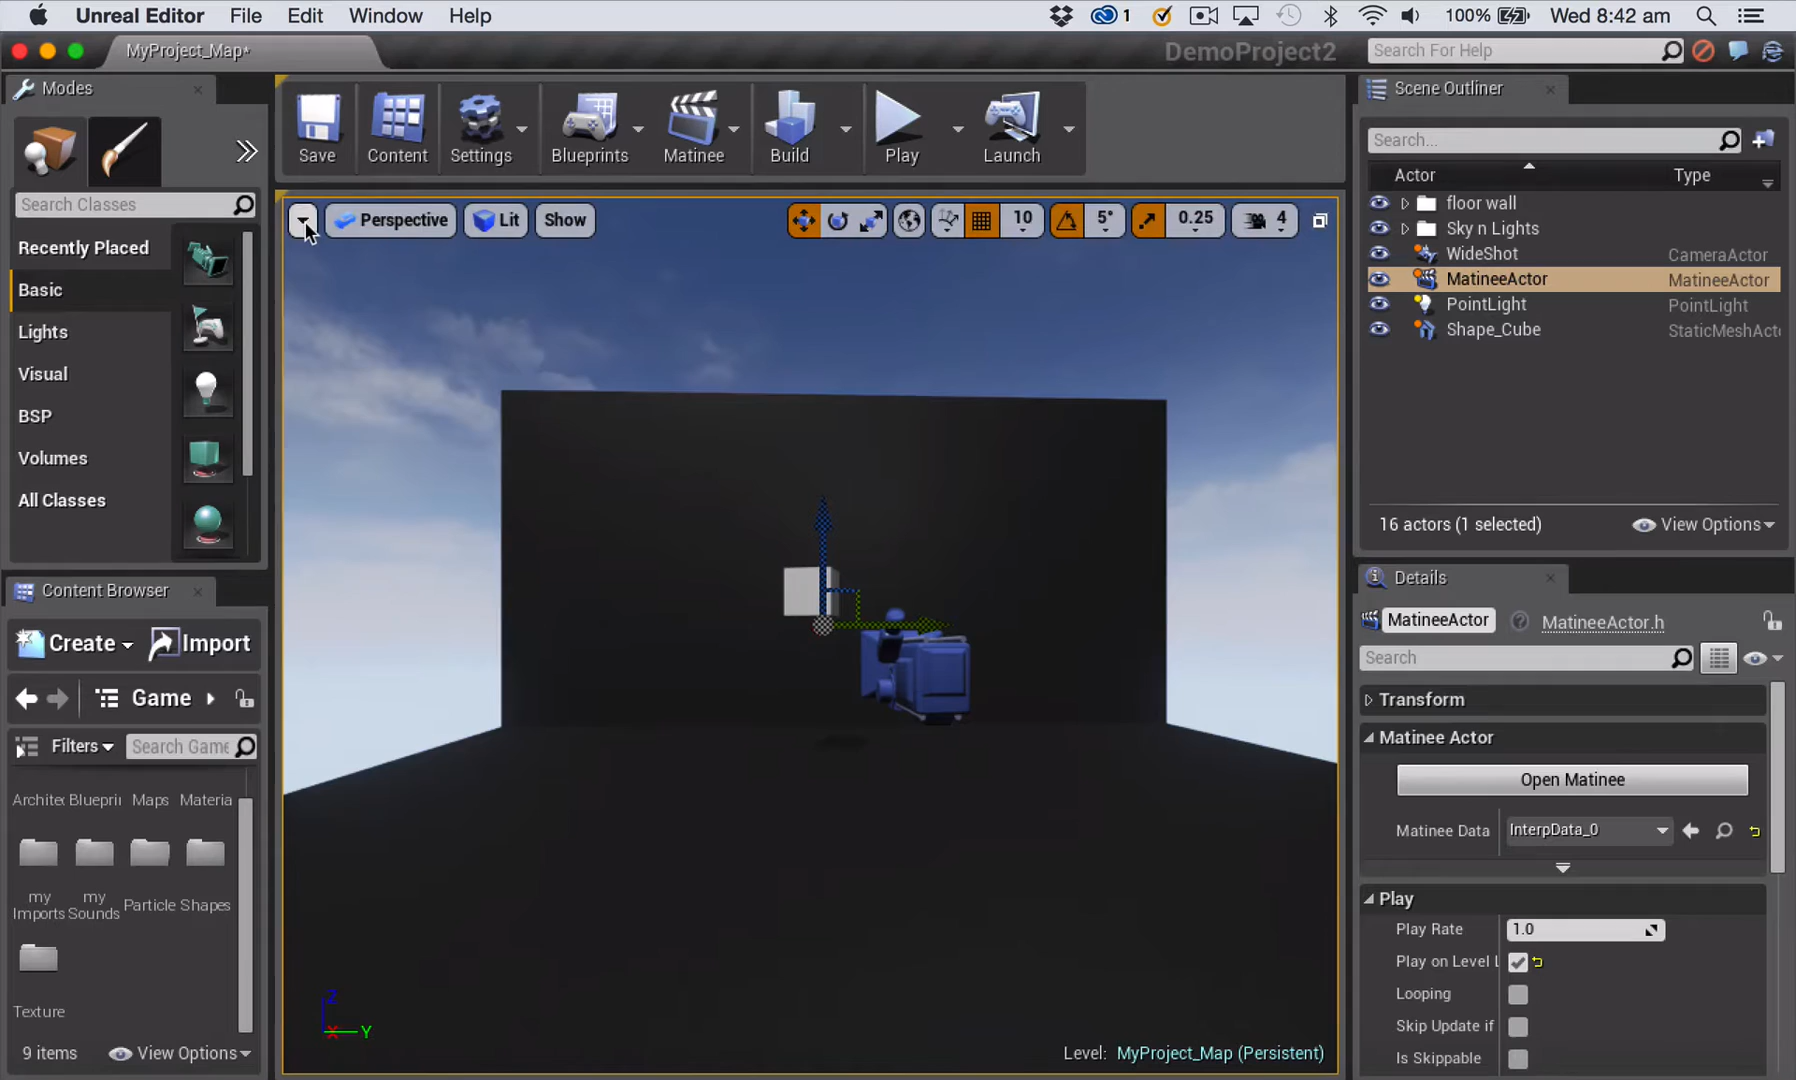 Unreal Editor File Edit Window Help 1 100% Wed 8:42 am
MyProject_Map*
DemoProject2
Search For Help
Modes
Search Classes
Recently Placed
Basic
Lights
Visual
BSP
Volumes
All Classes
Save
Content
Settings
Blueprints
Matinee
Build
Play
Launch
Perspective
Lit
Show
10
5°
0.25
4
Content Browser
Create
Import
Game
Filters
Search Game
Archite Bluepri Maps Materia
my Imports
my Sounds
Particle
Shapes
Texture
9 items
View Options
Z
X Y
Level: MyProject_Map (Persistent)
Scene Outliner
Search...
Actor Type
floor wall
Sky n Lights
WideShot CameraActor
MatineeActor MatineeActor
PointLight PointLight
Shape_Cube StaticMeshActo
16 actors (1 selected)
View Options
Details
MatineeActor
MatineeActor.h
Search
Transform
Matinee Actor
Open Matinee
Matinee Data InterpData_0
Play
Play Rate 1.0
Play on Level L
Looping
Skip Update if
Is Skippable